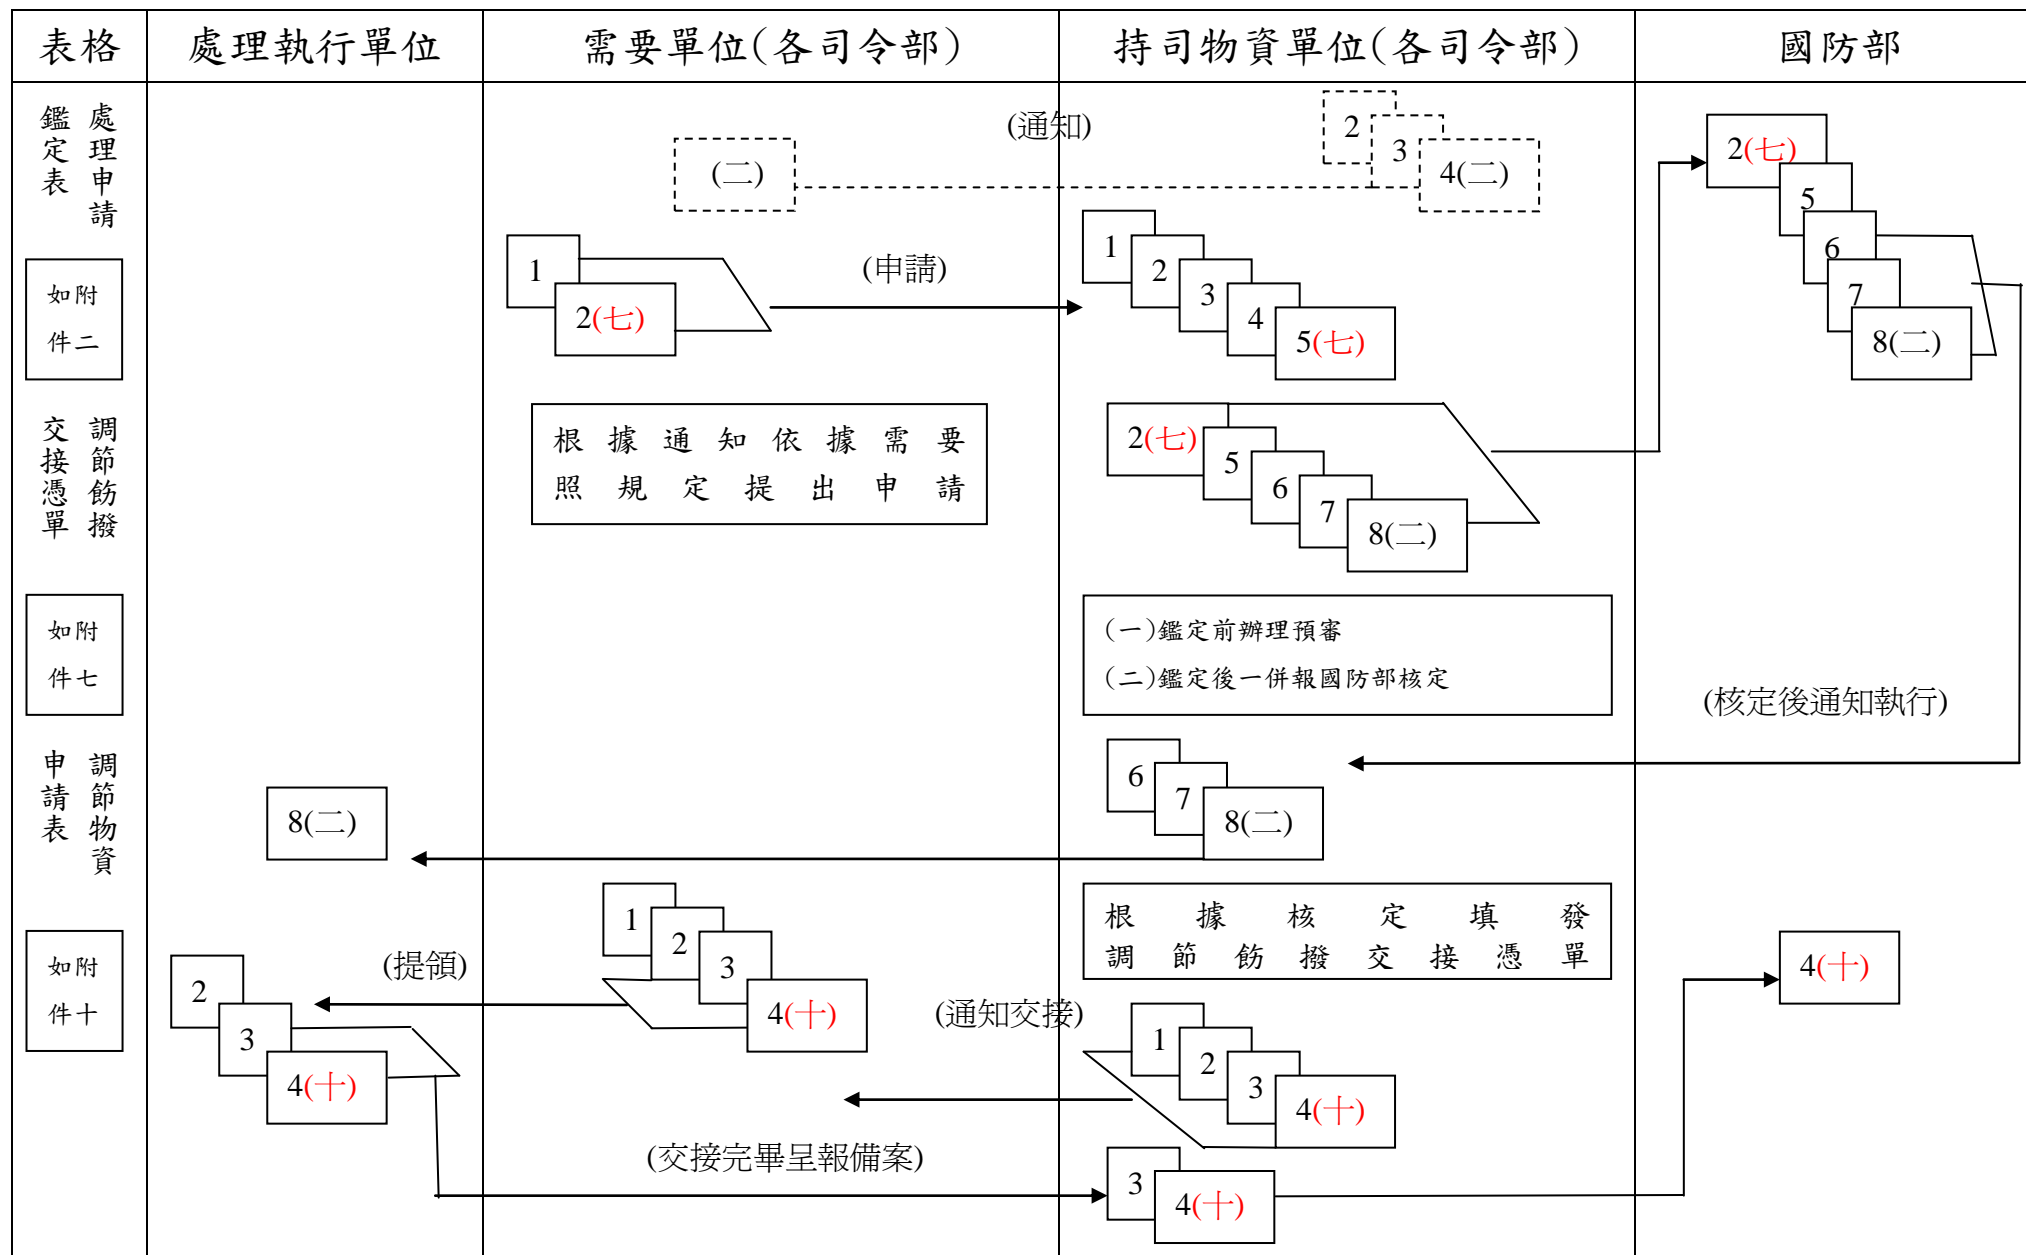 表格
處理執行單位
需要單位(各司令部)
持司物資單位(各司令部)
國防部
處理申請
鑑定表
如附
件二
調節飭撥
交接憑單
如附
件七
調節物資
申請表
如附
件十
8(二)
2
3
4(十)
(提領)
(二)
(通知)
1
2(七)
(申請)
根據通知依據需要
照規定提出申請
1
2
3
4(十)
(通知交接)
(交接完畢呈報備案)
2
3
4(二)
1
2
3
4
5(七)
2(七)
5
6
7
8(二)
(一)鑑定前辦理預審
(二)鑑定後一併報國防部核定
6
7
8(二)
根據核定填發
調節飭撥交接憑單
1
2
3
4(十)
3
4(十)
2(七)
5
6
7
8(二)
(核定後通知執行)
4(十)